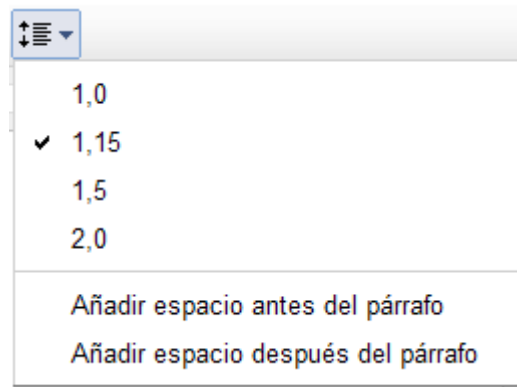 1,0
1,15
1,5
2,0
Añadir espacio antes del párrafo
Añadir espacio después del párrafo